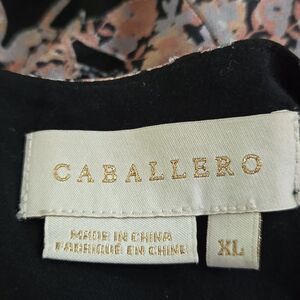 CABALLERO
MADE IN CHINA
FABRIQUÉ EN CHINE
XL